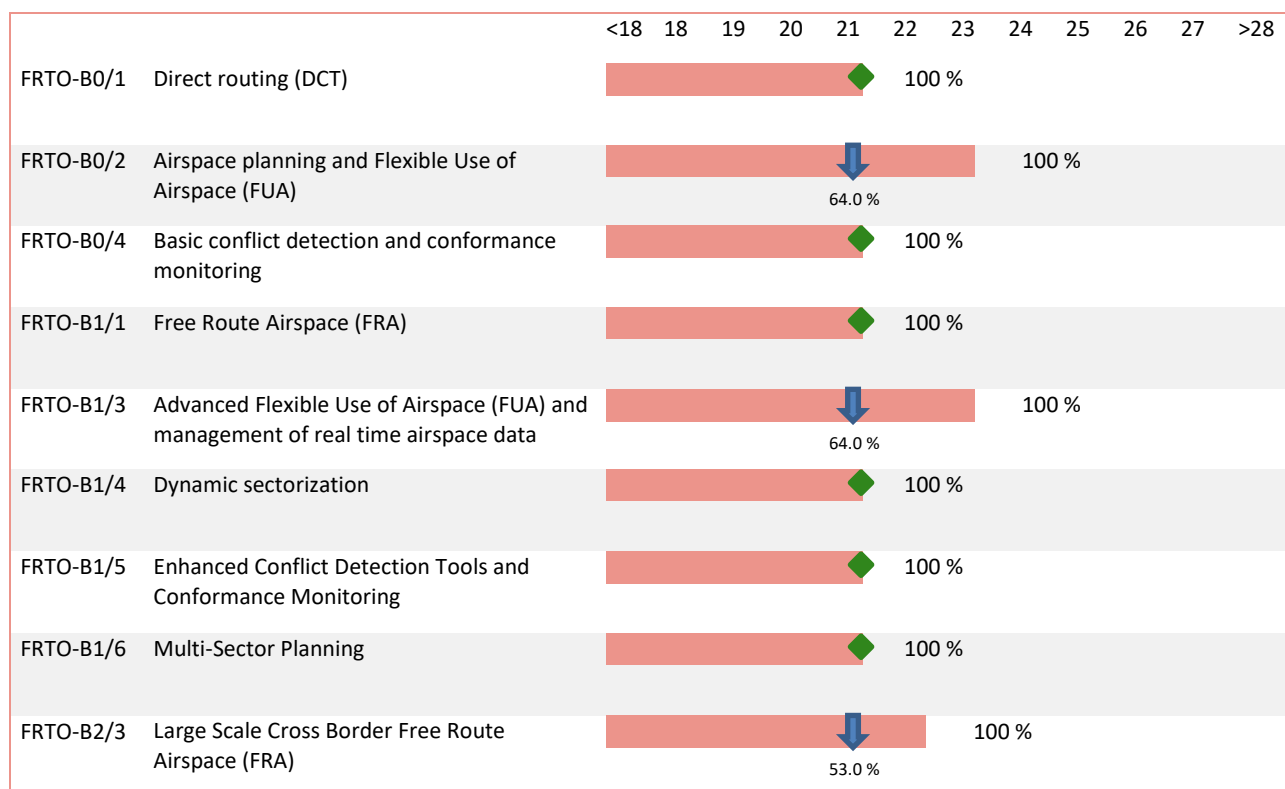 <18 18 19 20 21 22 23 24 25 26 27 >28
FRTO-B0/1 Direct routing (DCT) 100 %
FRTO-B0/2 Airspace planning and Flexible Use of
Airspace (FUA)
100 %
64.0 %
FRTO-B0/4 Basic conflict detection and conformance
monitoring
100 %
FRTO-B1/1 Free Route Airspace (FRA) 100 %
FRTO-B1/3 Advanced Flexible Use of Airspace (FUA) and
management of real time airspace data
100 %
64.0 %
FRTO-B1/4 Dynamic sectorization 100 %
FRTO-B1/5 Enhanced Conflict Detection Tools and
Conformance Monitoring
100 %
FRTO-B1/6 Multi-Sector Planning 100 %
FRTO-B2/3 Large Scale Cross Border Free Route
Airspace (FRA)
100 %
53.0 %